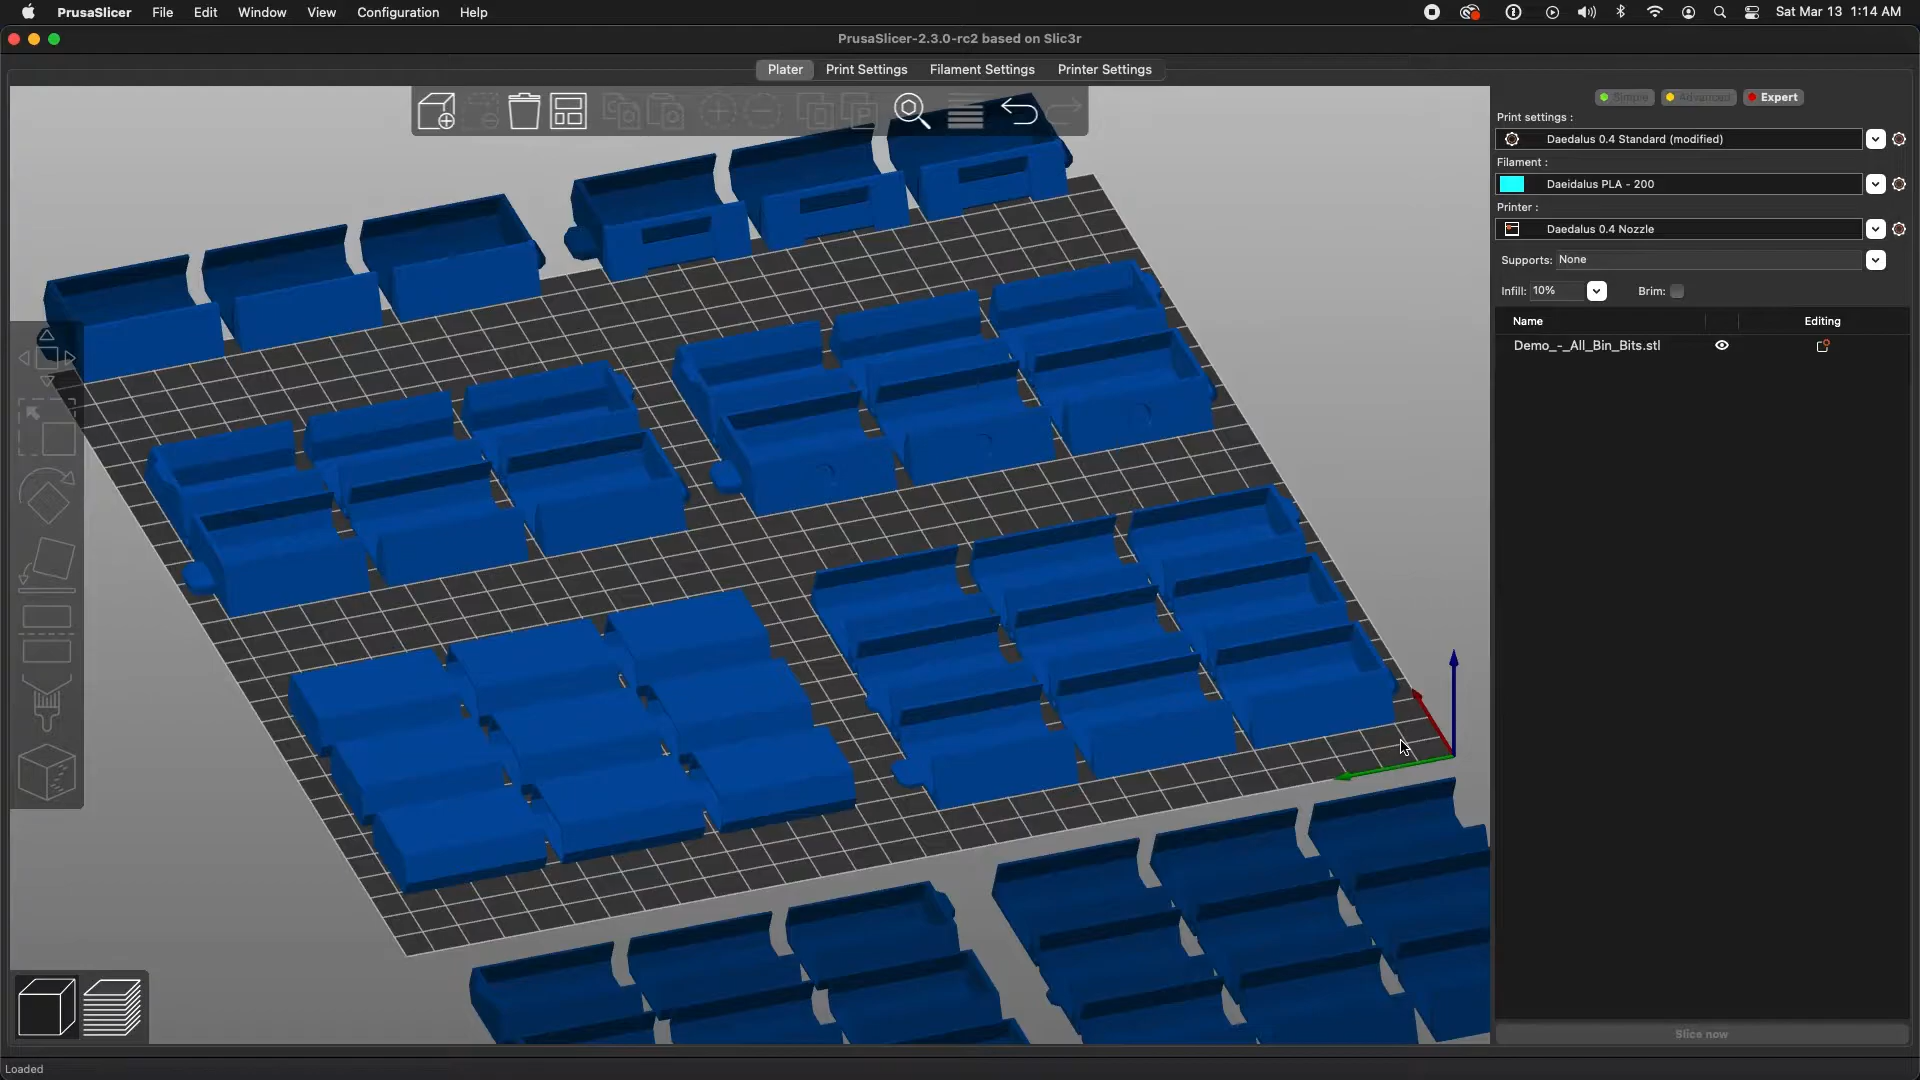 PrusaSlicer File Edit Window View Configuration Help
Sat Mar 13 1:14 AM
PrusaSlicer-2.3.0-rc2 based on Slic3r
Plater Print Settings Filament Settings Printer Settings
Simple Advanced Expert
Print settings :
Daedalus 0.4 Standard (modified)
Filament :
Daeidalus PLA - 200
Printer :
Daedalus 0.4 Nozzle
Supports: None
Infill: 10% Brim:
Name Editing
Demo_-_All_Bin_Bits.stl
Slice now
Loaded